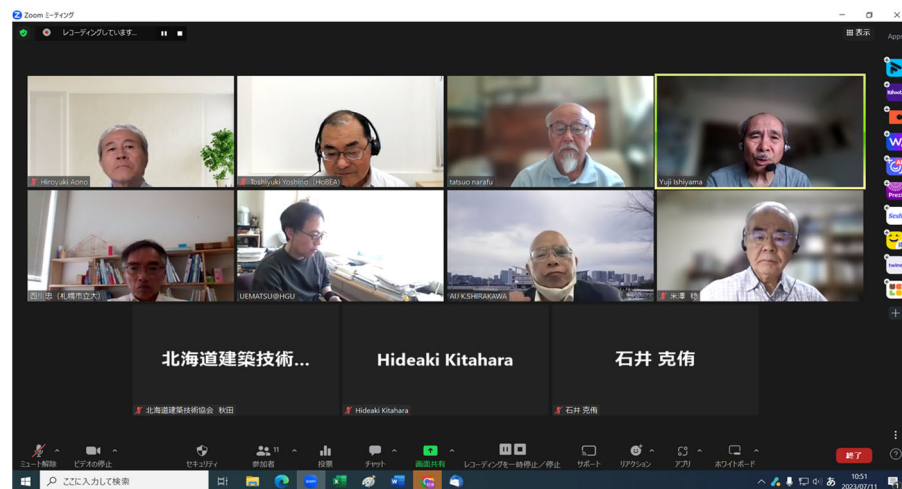 Zoom ミーティング
レコーディングしています...
表示
Apps
Hiroyuki Aono
Toshiyuki Yoshino (HoBEA)
tatsuo narafu
Yuji Ishiyama
西川 忠 (札幌市立大)
UEMATSU@HGU
AIJ K.SHIRAKAWA
米澤 稔
北海道建築技術...
Hideaki Kitahara
石井 克侑
北海道建築技術協会 秋田
Hideaki Kitahara
石井 克侑
11
ミュート解除 ビデオの停止 セキュリティ 参加者 投票 チャット 画面共有 レコーディングを一時停止／停止 サポート リアクション アプリ ホワイトボード 終了
ここに入力して検索
あ
10:51
2023/07/11